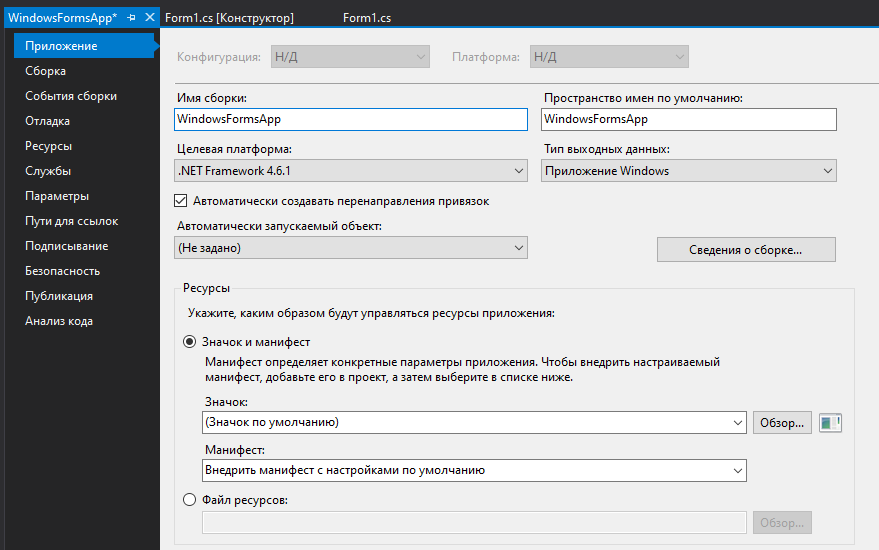 WindowsFormsApp* Form1.cs [Конструктор] Form1.cs
Приложение
Сборка
События сборки
Отладка
Ресурсы
Службы
Параметры
Пути для ссылок
Подписывание
Безопасность
Публикация
Анализ кода
Конфигурация: Н/Д Платформа: Н/Д
Имя сборки: Пространство имен по умолчанию:
WindowsFormsApp WindowsFormsApp
Целевая платформа: Тип выходных данных:
.NET Framework 4.6.1 Приложение Windows
Автоматически создавать перенаправления привязок
Автоматически запускаемый объект:
(Не задано) Сведения о сборке...
Ресурсы
Укажите, каким образом будут управляться ресурсы приложения:
Значок и манифест
Манифест определяет конкретные параметры приложения. Чтобы внедрить настраиваемый
манифест, добавьте его в проект, а затем выберите в списке ниже.
Значок:
(Значок по умолчанию) Обзор...
Манифест:
Внедрить манифест с настройками по умолчанию
Файл ресурсов:
Обзор...